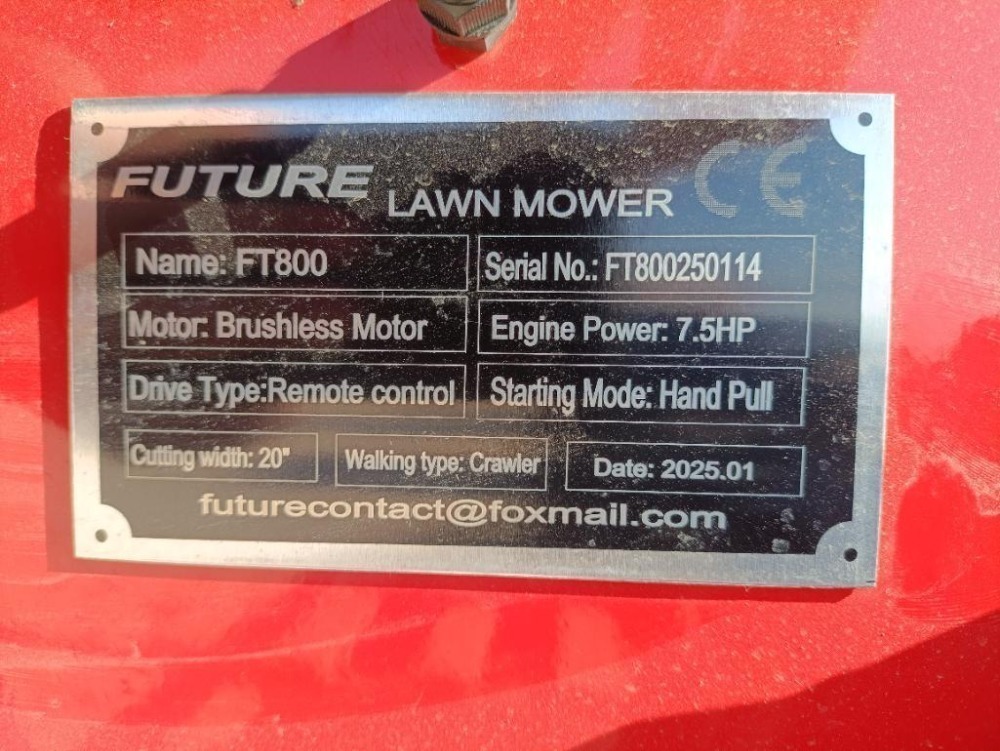 FUTURE LAWN MOWER CE
Name: FT800 Serial No.: FT800250114
Motor: Brushless Motor Engine Power: 7.5HP
Drive Type:Remote control Starting Mode: Hand Pull
Cutting width: 20" Walking type: Crawler Date: 2025.01
futurecontact@foxmail.com